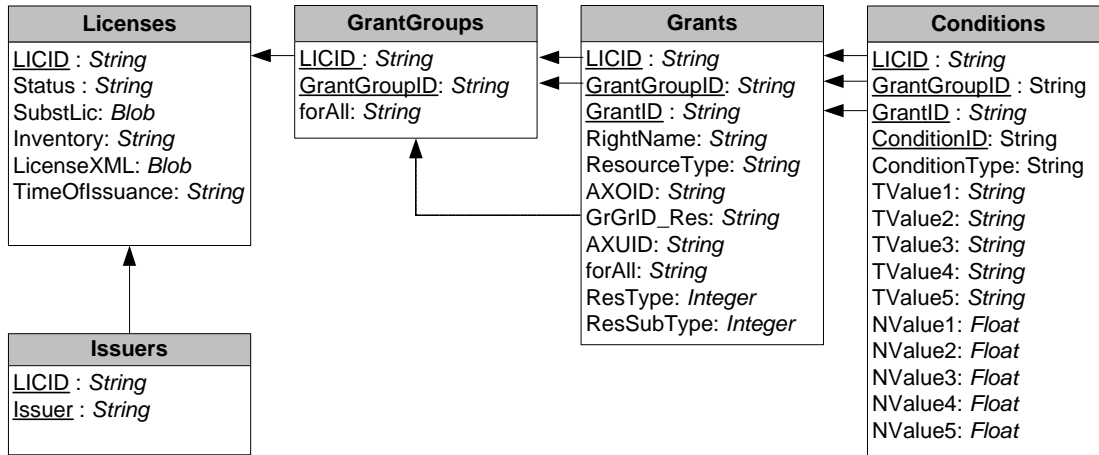 Licenses
LICID : String
Status : String
SubstLic: Blob
Inventory: String
LicenseXML: Blob
TimeOfIssuance: String
GrantGroups
LICID : String
GrantGroupID: String
forAll: String
Grants
LICID : String
GrantGroupID: String
GrantID : String
RightName: String
ResourceType: String
AXOID: String
GrGrID_Res: String
AXUID: String
forAll: String
ResType: Integer
ResSubType: Integer
Conditions
LICID : String
GrantGroupID : String
GrantID : String
ConditionID: String
ConditionType: String
TValue1: String
TValue2: String
TValue3: String
TValue4: String
TValue5: String
NValue1: Float
NValue2: Float
NValue3: Float
NValue4: Float
NValue5: Float
Issuers
LICID : String
Issuer : String